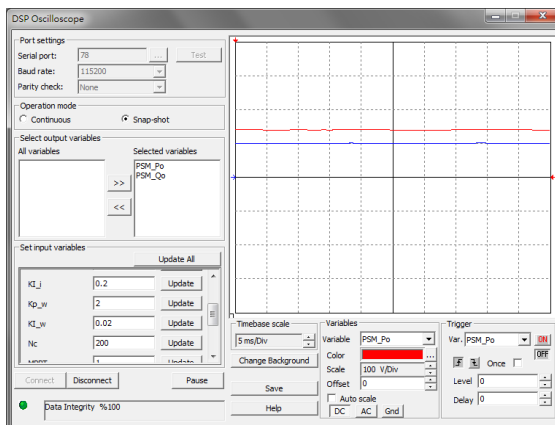 DSP Oscilloscope
Port settings
Serial port: 78 ... Test
Baud rate: 115200
Parity check: None
Operation mode
Continuous Snap-shot
Select output variables
All variables Selected variables
PSM_Po
PSM_Qo
>>
<<
Set input variables
Update All
KI_i 0.2 Update
Kp_w 2 Update
KI_w 0.02 Update
Nc 200 Update
MPPT 1 Update
Connect Disconnect Pause
Data Integrity %100
Timebase scale
5 ms/Div
Change Background
Save
Help
Variables
Variable PSM_Po
Color ...
Scale 100 V/Div
Offset 0
Auto scale
DC AC Gnd
Trigger
Var. PSM_Po ON
OFF
Once
Level 0
Delay 0